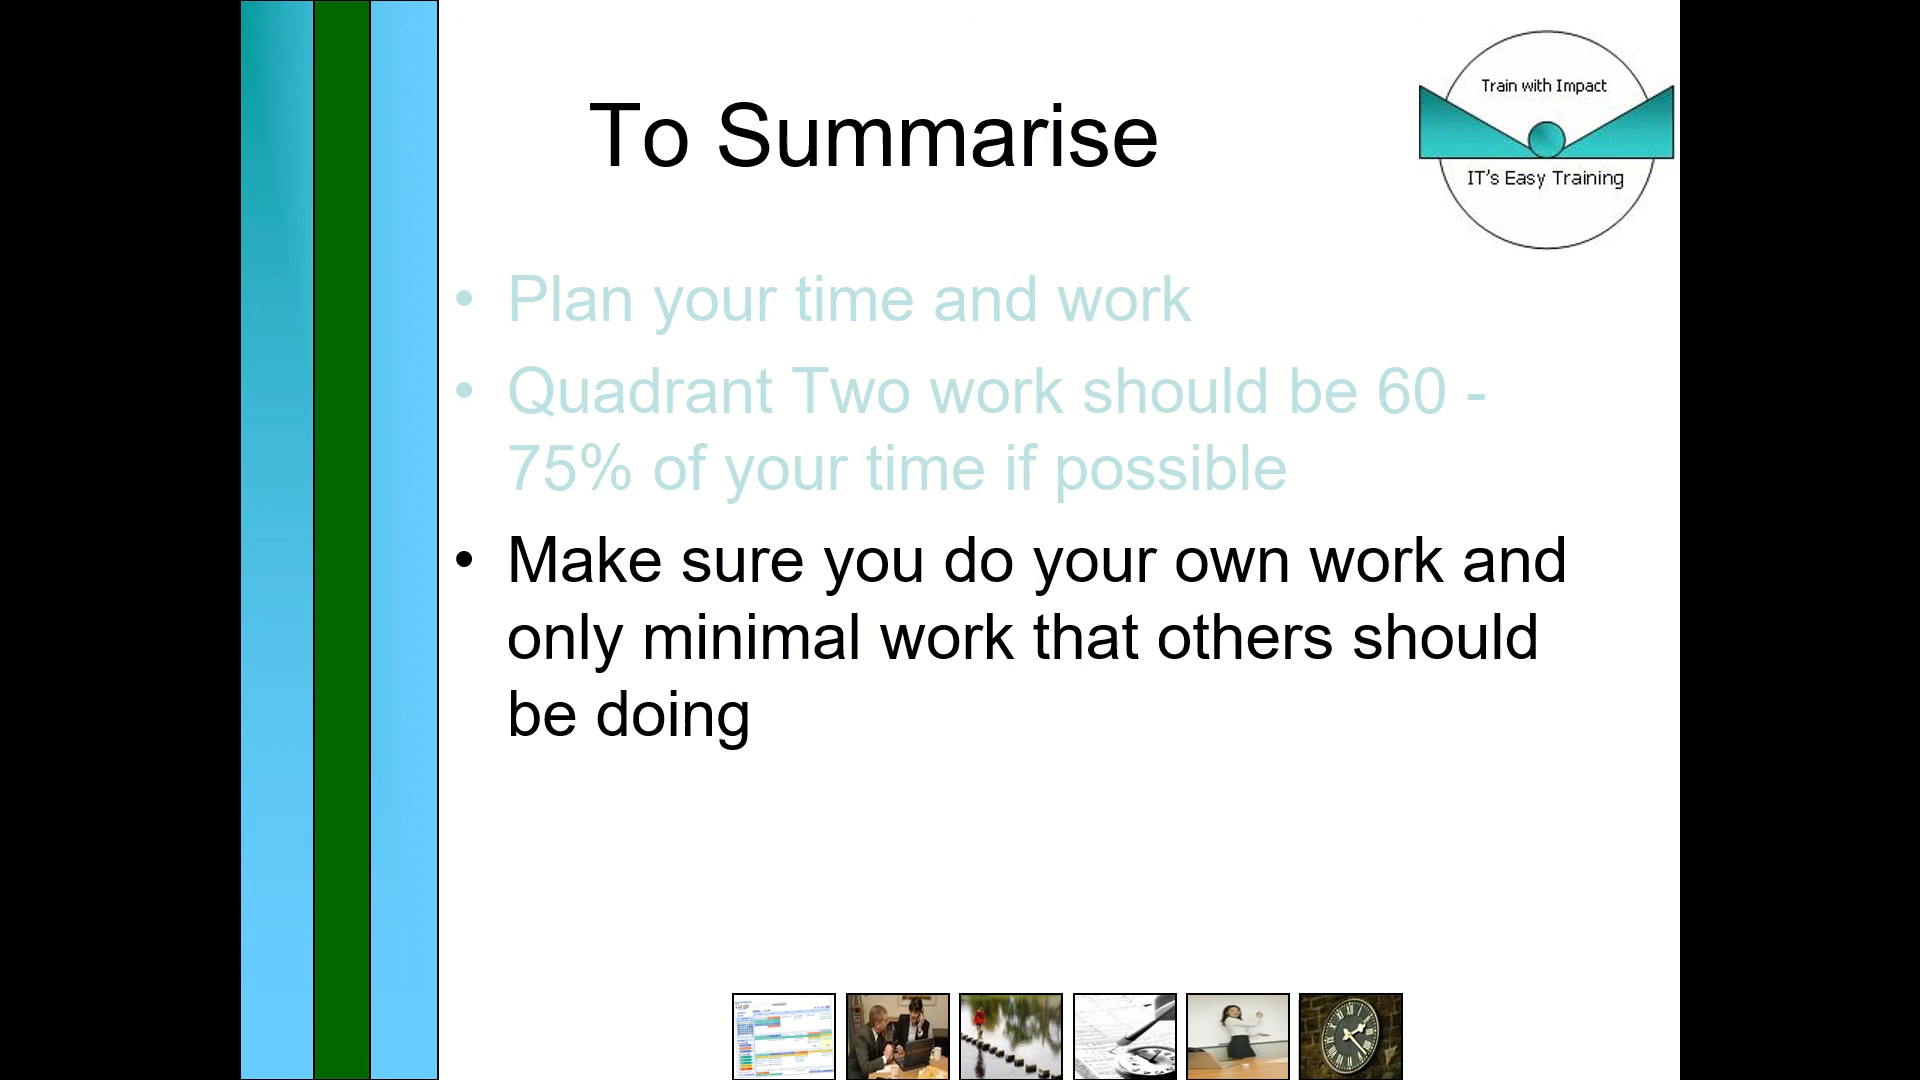 To Summarise
Train with Impact
IT's Easy Training
• Plan your time and work
• Quadrant Two work should be 60 -
75% of your time if possible
• Make sure you do your own work and
only minimal work that others should
be doing